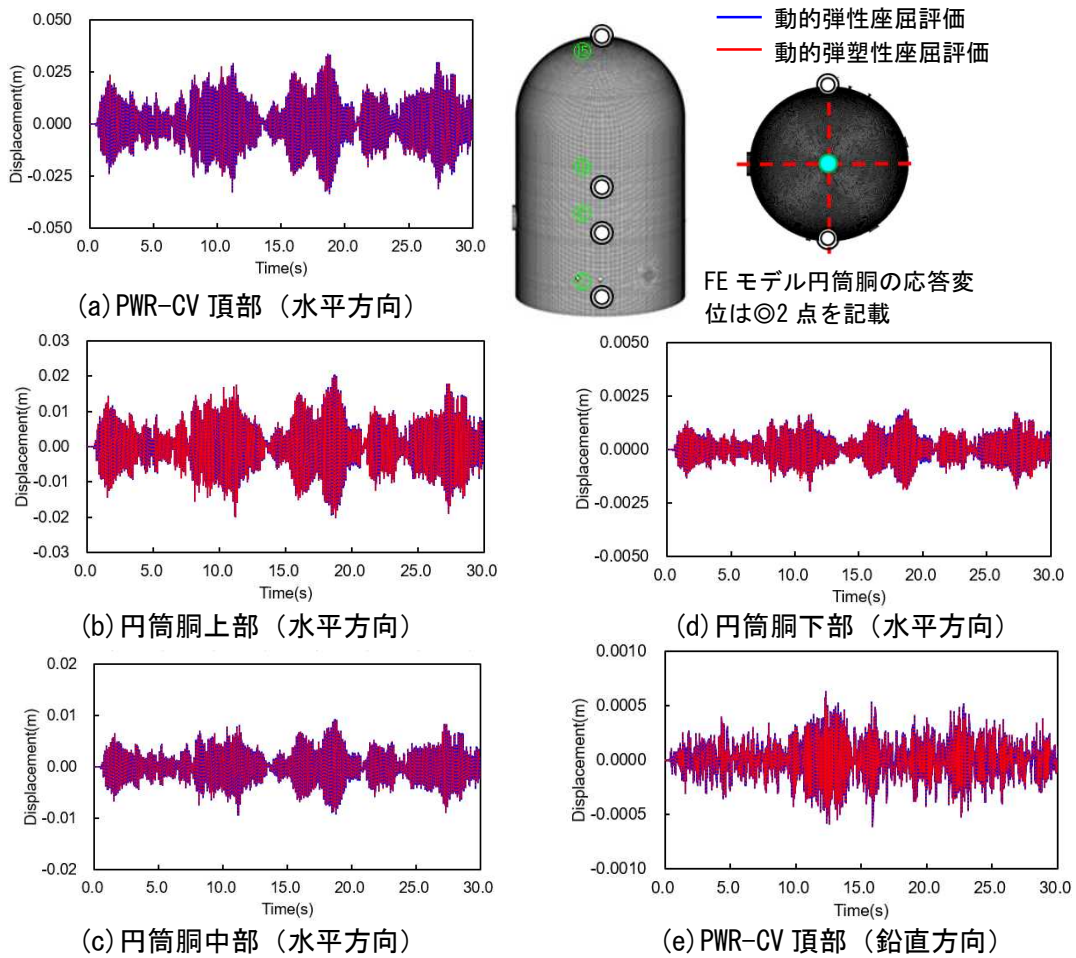 0.050
0.025
0.000
-0.025
-0.050
Displacement(m)
0.0 5.0 10.0 15.0 20.0 25.0 30.0
Time(s)
(a)PWR-CV 頂部（水平方向）
⑮
動的弾性座屈評価
動的弾塑性座屈評価
FE モデル円筒胴の応答変
位は◎2 点を記載
0.03
0.02
0.01
0.00
-0.01
-0.02
-0.03
Displacement(m)
0.0 5.0 10.0 15.0 20.0 25.0 30.0
Time(s)
(b)円筒胴上部（水平方向）
0.0050
0.0025
0.0000
-0.0025
-0.0050
Displacement(m)
0.0 5.0 10.0 15.0 20.0 25.0 30.0
Time(s)
(d)円筒胴下部（水平方向）
0.02
0.01
0.00
-0.01
-0.02
Displacement(m)
0.0 5.0 10.0 15.0 20.0 25.0 30.0
Time(s)
(c)円筒胴中部（水平方向）
0.0010
0.0005
0.0000
-0.0005
-0.0010
Displacement(m)
0.0 5.0 10.0 15.0 20.0 25.0 30.0
Time(s)
(e)PWR-CV 頂部（鉛直方向）